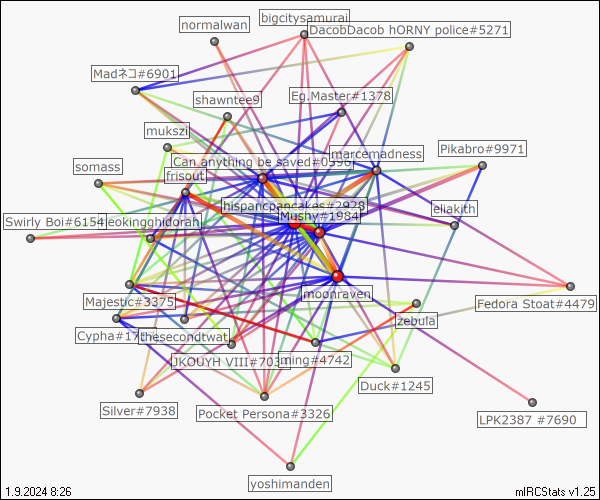 bigcitysamurai
normalwan
DacobDacob hORNY police#5271
Madネコ#6901
shawntee9
Eg.Master#1378
mukszi
marcemadness
Pikabro#9971
Can anything be saved#0
somass
frisout
hispancpancakes#2928
eliakith
Mushy#1984
Swirly Boi#6154
eokingghidorah
moonraven
Majestic#3375
Fedora Stoat#4479
zebula
Cypha#17
thesecondtwat
JKOUYH VIII#703
ming#4742
Duck#1245
Silver#7938
Pocket Persona#3326
LPK2387 #7690
yoshimanden
1.9.2024 8:26
mIRCStats v1.25